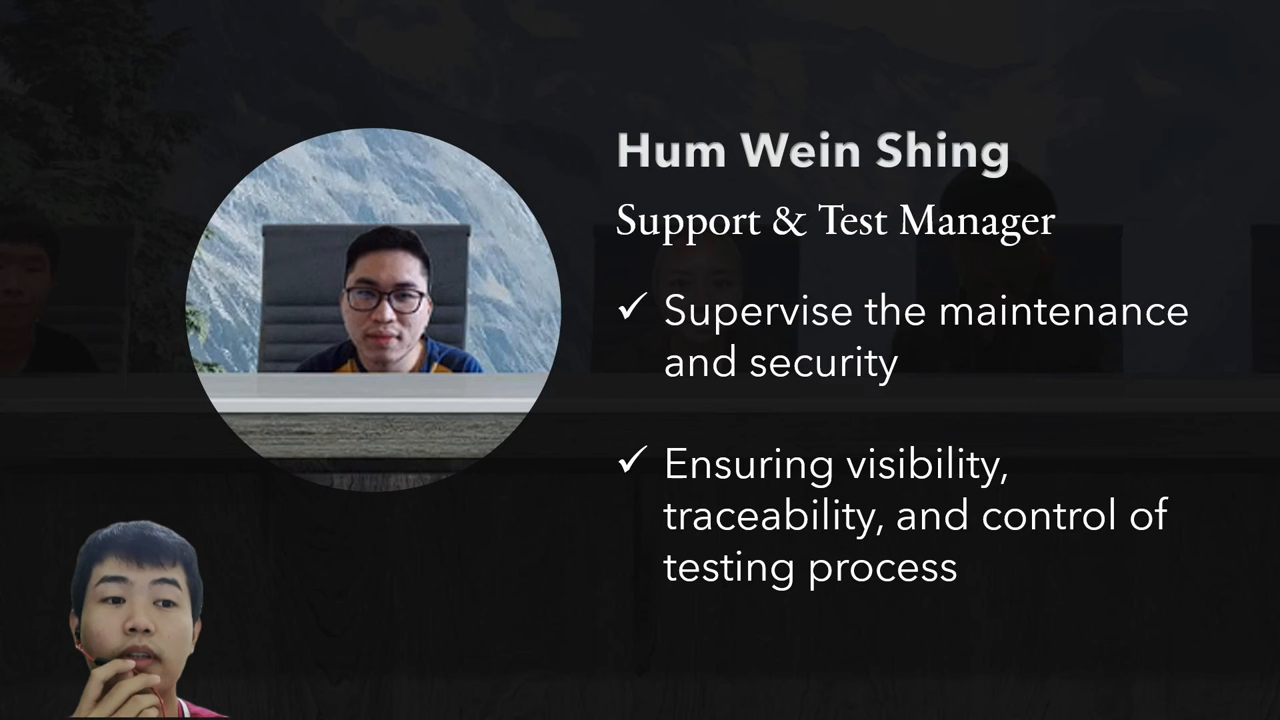 Hum Wein Shing
Support & Test Manager
✓ Supervise the maintenance
and security
✓ Ensuring visibility,
traceability, and control of
testing process